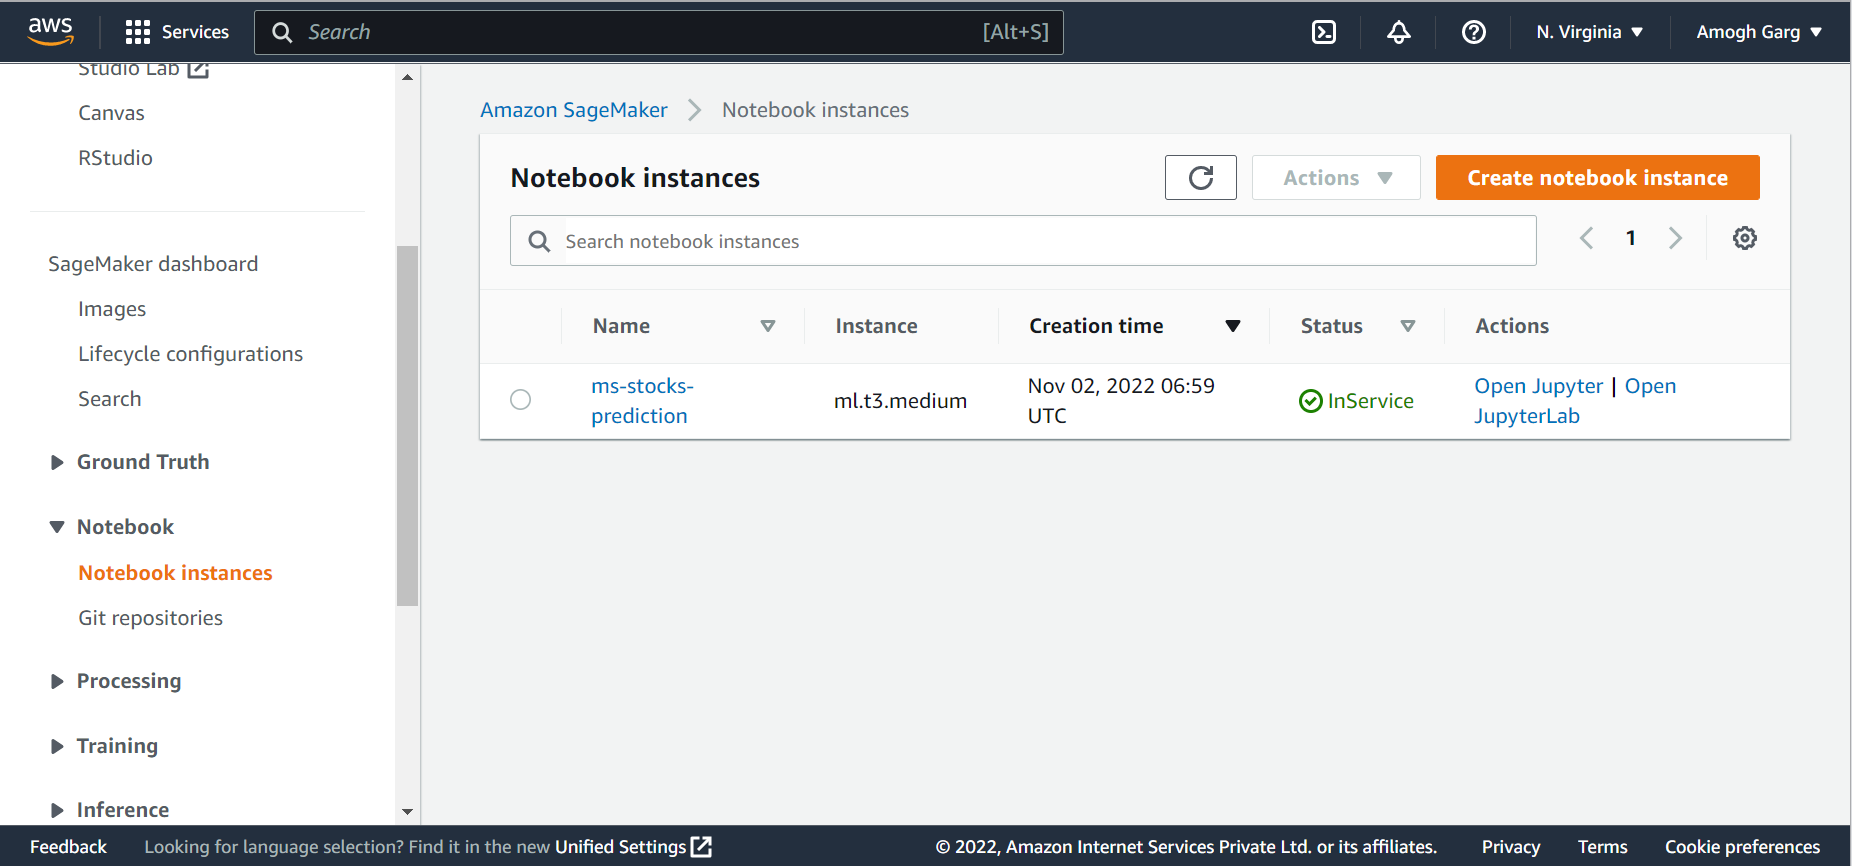 aws
Services
Search
[Alt+S]
N. Virginia
Amogh Garg
Studio Lab
Canvas
RStudio
SageMaker dashboard
Images
Lifecycle configurations
Search
Ground Truth
Notebook
Notebook instances
Git repositories
Processing
Training
Inference
Amazon SageMaker
Notebook instances
Notebook instances
Actions
Create notebook instance
Search notebook instances
1
Name
Instance
Creation time
Status
Actions
ms-stocks-
prediction
ml.t3.medium
Nov 02, 2022 06:59
UTC
InService
Open Jupyter | Open
JupyterLab
Feedback
Looking for language selection? Find it in the new Unified Settings
© 2022, Amazon Internet Services Private Ltd. or its affiliates.
Privacy
Terms
Cookie preferences